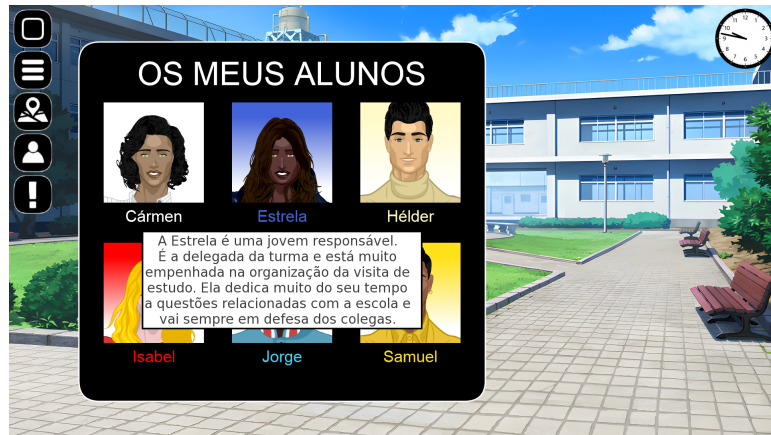 OS MEUS ALUNOS
Cármen
Estrela
Hélder
A Estrela é uma jovem responsável.
É a delegada da turma e está muito
empenhada na organização da visita de
estudo. Ela dedica muito do seu tempo
a questões relacionadas com a escola e
vai sempre em defesa dos colegas.
Isabel
Jorge
Samuel